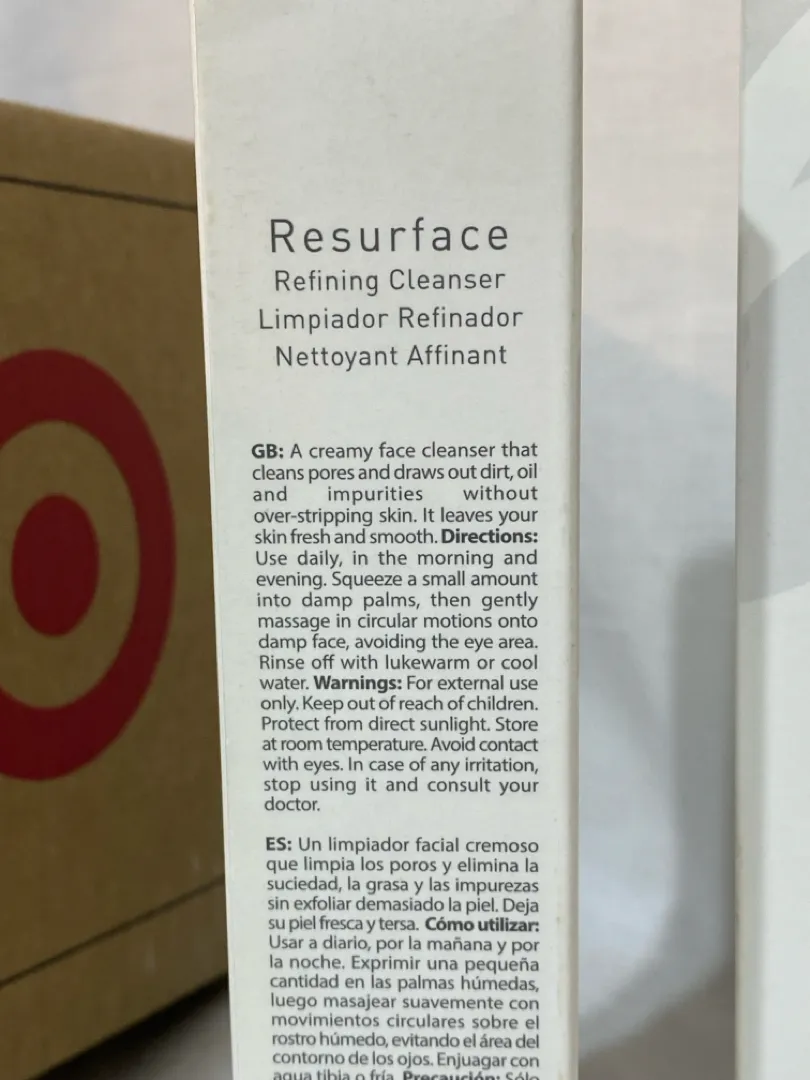 Resurface
Refining Cleanser
Limpiador Refinador
Nettoyant Affinant
GB: A creamy face cleanser that
cleans pores and draws out dirt, oil
and impurities without
over-stripping skin. It leaves your
skin fresh and smooth. Directions:
Use daily, in the morning and
evening. Squeeze a small amount
into damp palms, then gently
massage in circular motions onto
damp face, avoiding the eye area.
Rinse off with lukewarm or cool
water. Warnings: For external use
only. Keep out of reach of children.
Protect from direct sunlight. Store
at room temperature. Avoid contact
with eyes. In case of any irritation,
stop using it and consult your
doctor.
ES: Un limpiador facial cremoso
que limpia los poros y elimina la
suciedad, la grasa y las impurezas
sin exfoliar demasiado la piel. Deja
su piel fresca y tersa. Cómo utilizar:
Usar a diario, por la mañana y por
la noche. Exprimir una pequeña
cantidad en las palmas húmedas,
luego masajear suavemente con
movimientos circulares sobre el
rostro húmedo, evitando el área del
contorno de los ojos. Enjuagar con
agua tibia o fría. Precaución: Sólo